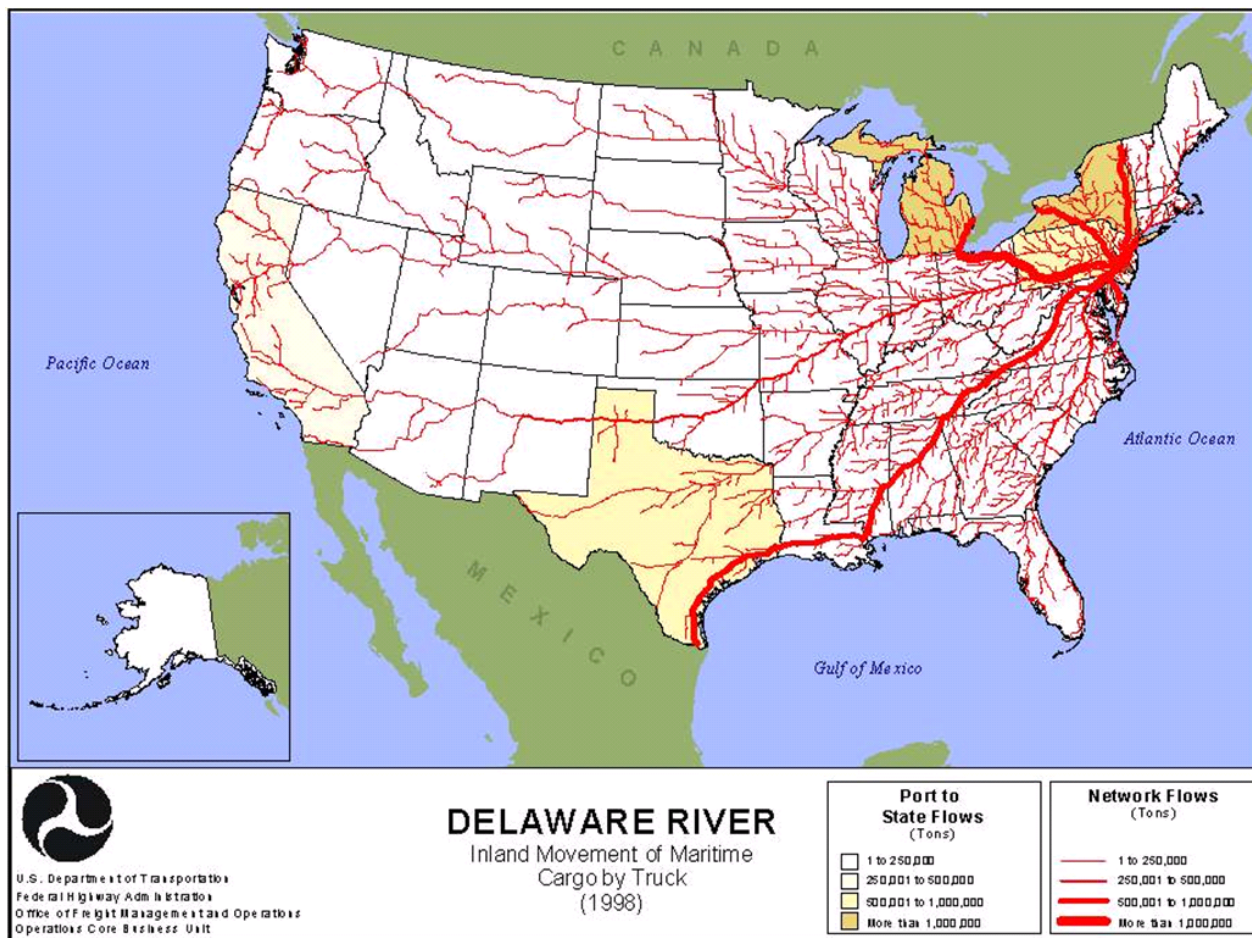 CANADA
Pacific Ocean
Atlantic Ocean
MEXICO
Gulf of Mexico
U.S. Department of Transportation
Federal Highway Administration
Office of Freight Management and Operations
Operations Core Business Unit
DELAWARE RIVER
Inland Movement of Maritime
Cargo by Truck
(1998)
Port to
State Flows
(Tons)
1 to 250,000
250,001 to 500,000
500,001 to 1,000,000
More than 1,000,000
Network Flows
(Tons)
1 to 250,000
250,001 to 500,000
500,001 to 1,000,000
More than 1,000,000